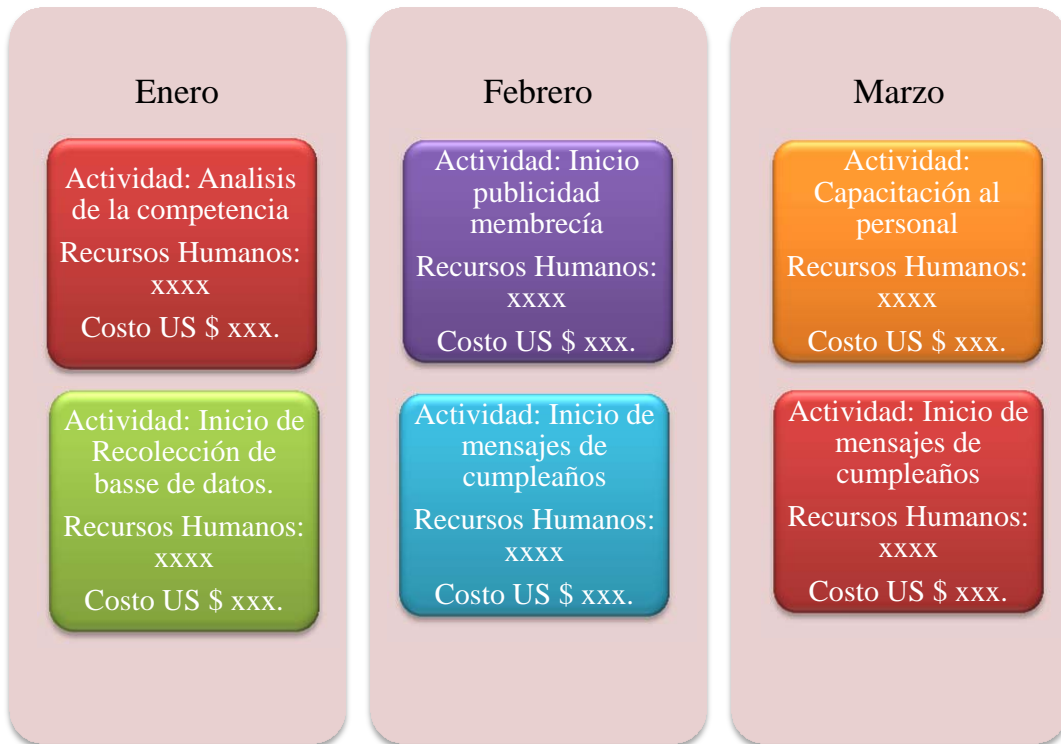 Enero
Actividad: Analisis
de la competencia
Recursos Humanos:
xxxx
Costo US $ xxx.
Actividad: Inicio de
Recolección de
basse de datos.
Recursos Humanos:
xxxx
Costo US $ xxx.
Febrero
Actividad: Inicio
publicidad
membrecía
Recursos Humanos:
xxxx
Costo US $ xxx.
Actividad: Inicio de
mensajes de
cumpleaños
Recursos Humanos:
xxxx
Costo US $ xxx.
Marzo
Actividad:
Capacitación al
personal
Recursos Humanos:
xxxx
Costo US $ xxx.
Actividad: Inicio de
mensajes de
cumpleaños
Recursos Humanos:
xxxx
Costo US $ xxx.